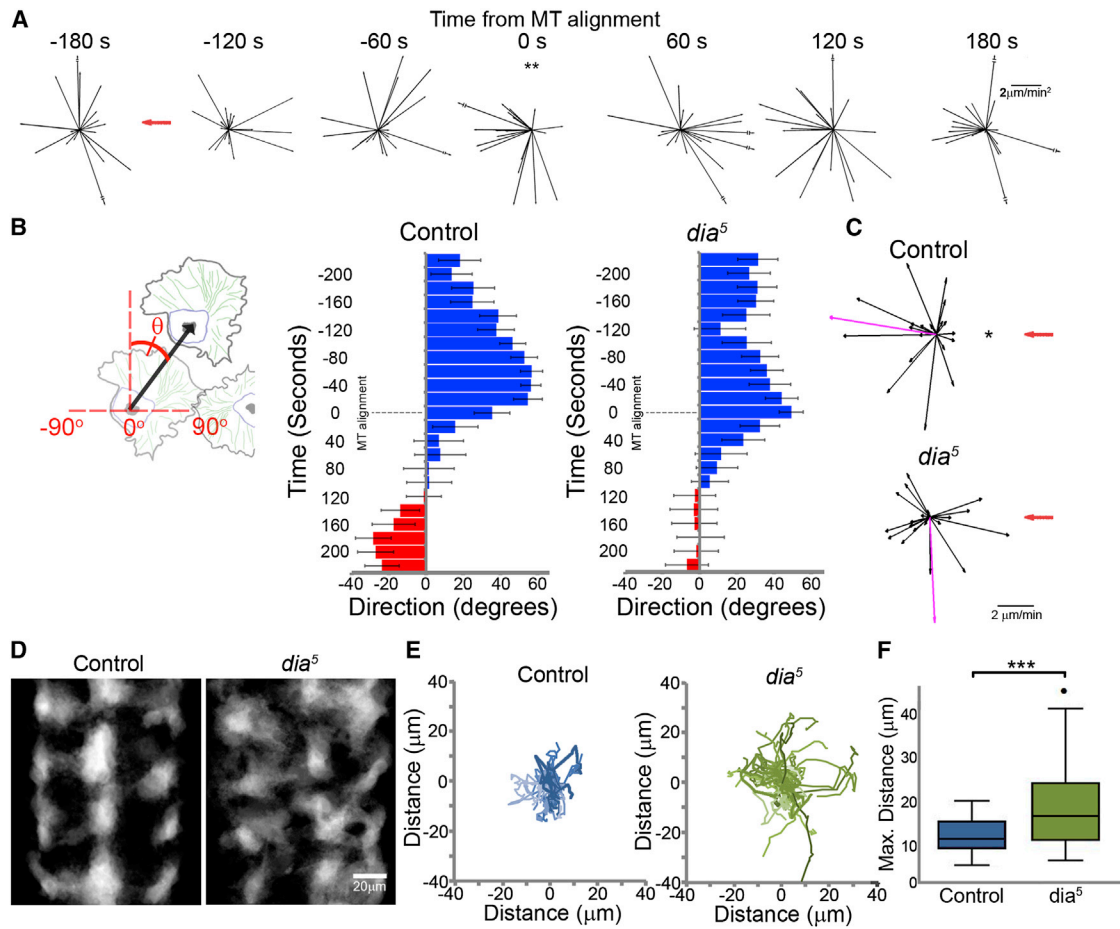 A
Time from MT alignment
-180 s -120 s -60 s 0 s 60 s 120 s 180 s
**
2μm/min²
B
Control
dia⁵
θ
-90° 0° 90°
Time (Seconds)
-200
-160
-120
-80
-40
0
40
80
120
160
200
MT alignment
-40 -20 0 20 40 60
Direction (degrees)
Time (Seconds)
-200
-160
-120
-80
-40
0
40
80
120
160
200
MT alignment
-40 -20 0 20 40 60
Direction (degrees)
C
Control
*
dia⁵
2 μm/min
D
Control
dia⁵
20μm
E
Control
Distance (μm)
40
20
0
-20
-40
-40 -20 0 20 40
Distance (μm)
dia⁵
Distance (μm)
40
20
0
-20
-40
-40 -20 0 20 40
Distance (μm)
F
***
Max. Distance (μm)
40
30
20
10
0
Control dia⁵